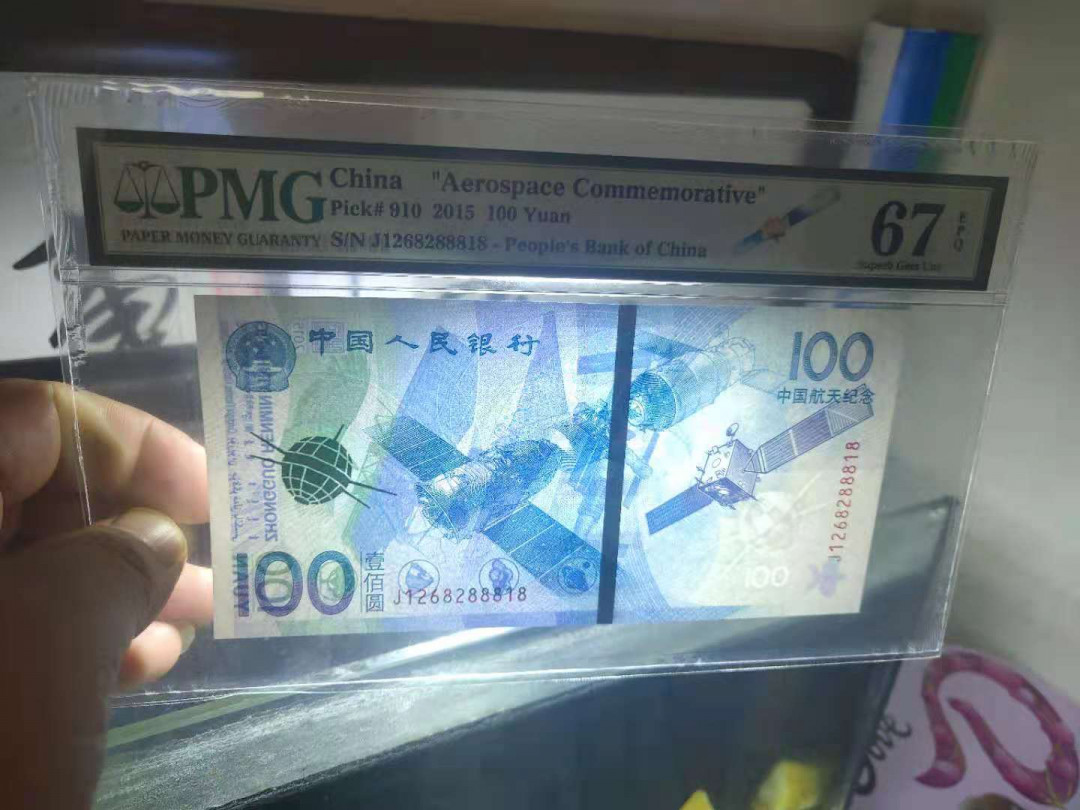 PMG
PAPER MONEY GUARANTY
China "Aerospace Commemorative"
Pick# 910 2015 100 Yuan
S/N J1268288818 - People's Bank of China
67
EPQ
Superb Gem Unc
中国人民银行
100
中国航天纪念
J1268288818
100
壹佰圆
J1268288818
100
YUAN